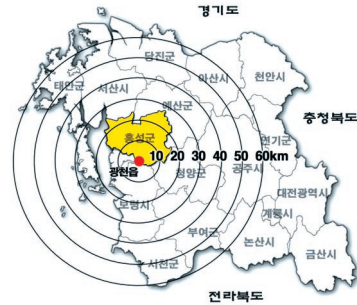 경기도
당진군
아산시
천안시
태안군
서산시
예산군
충청북도
홍성군
연기군
광천읍
10 20 30 40 50 60km
청양군
공주시
대전광역시
보령시
계룡시
부여군
논산시
서천군
금산시
전라북도